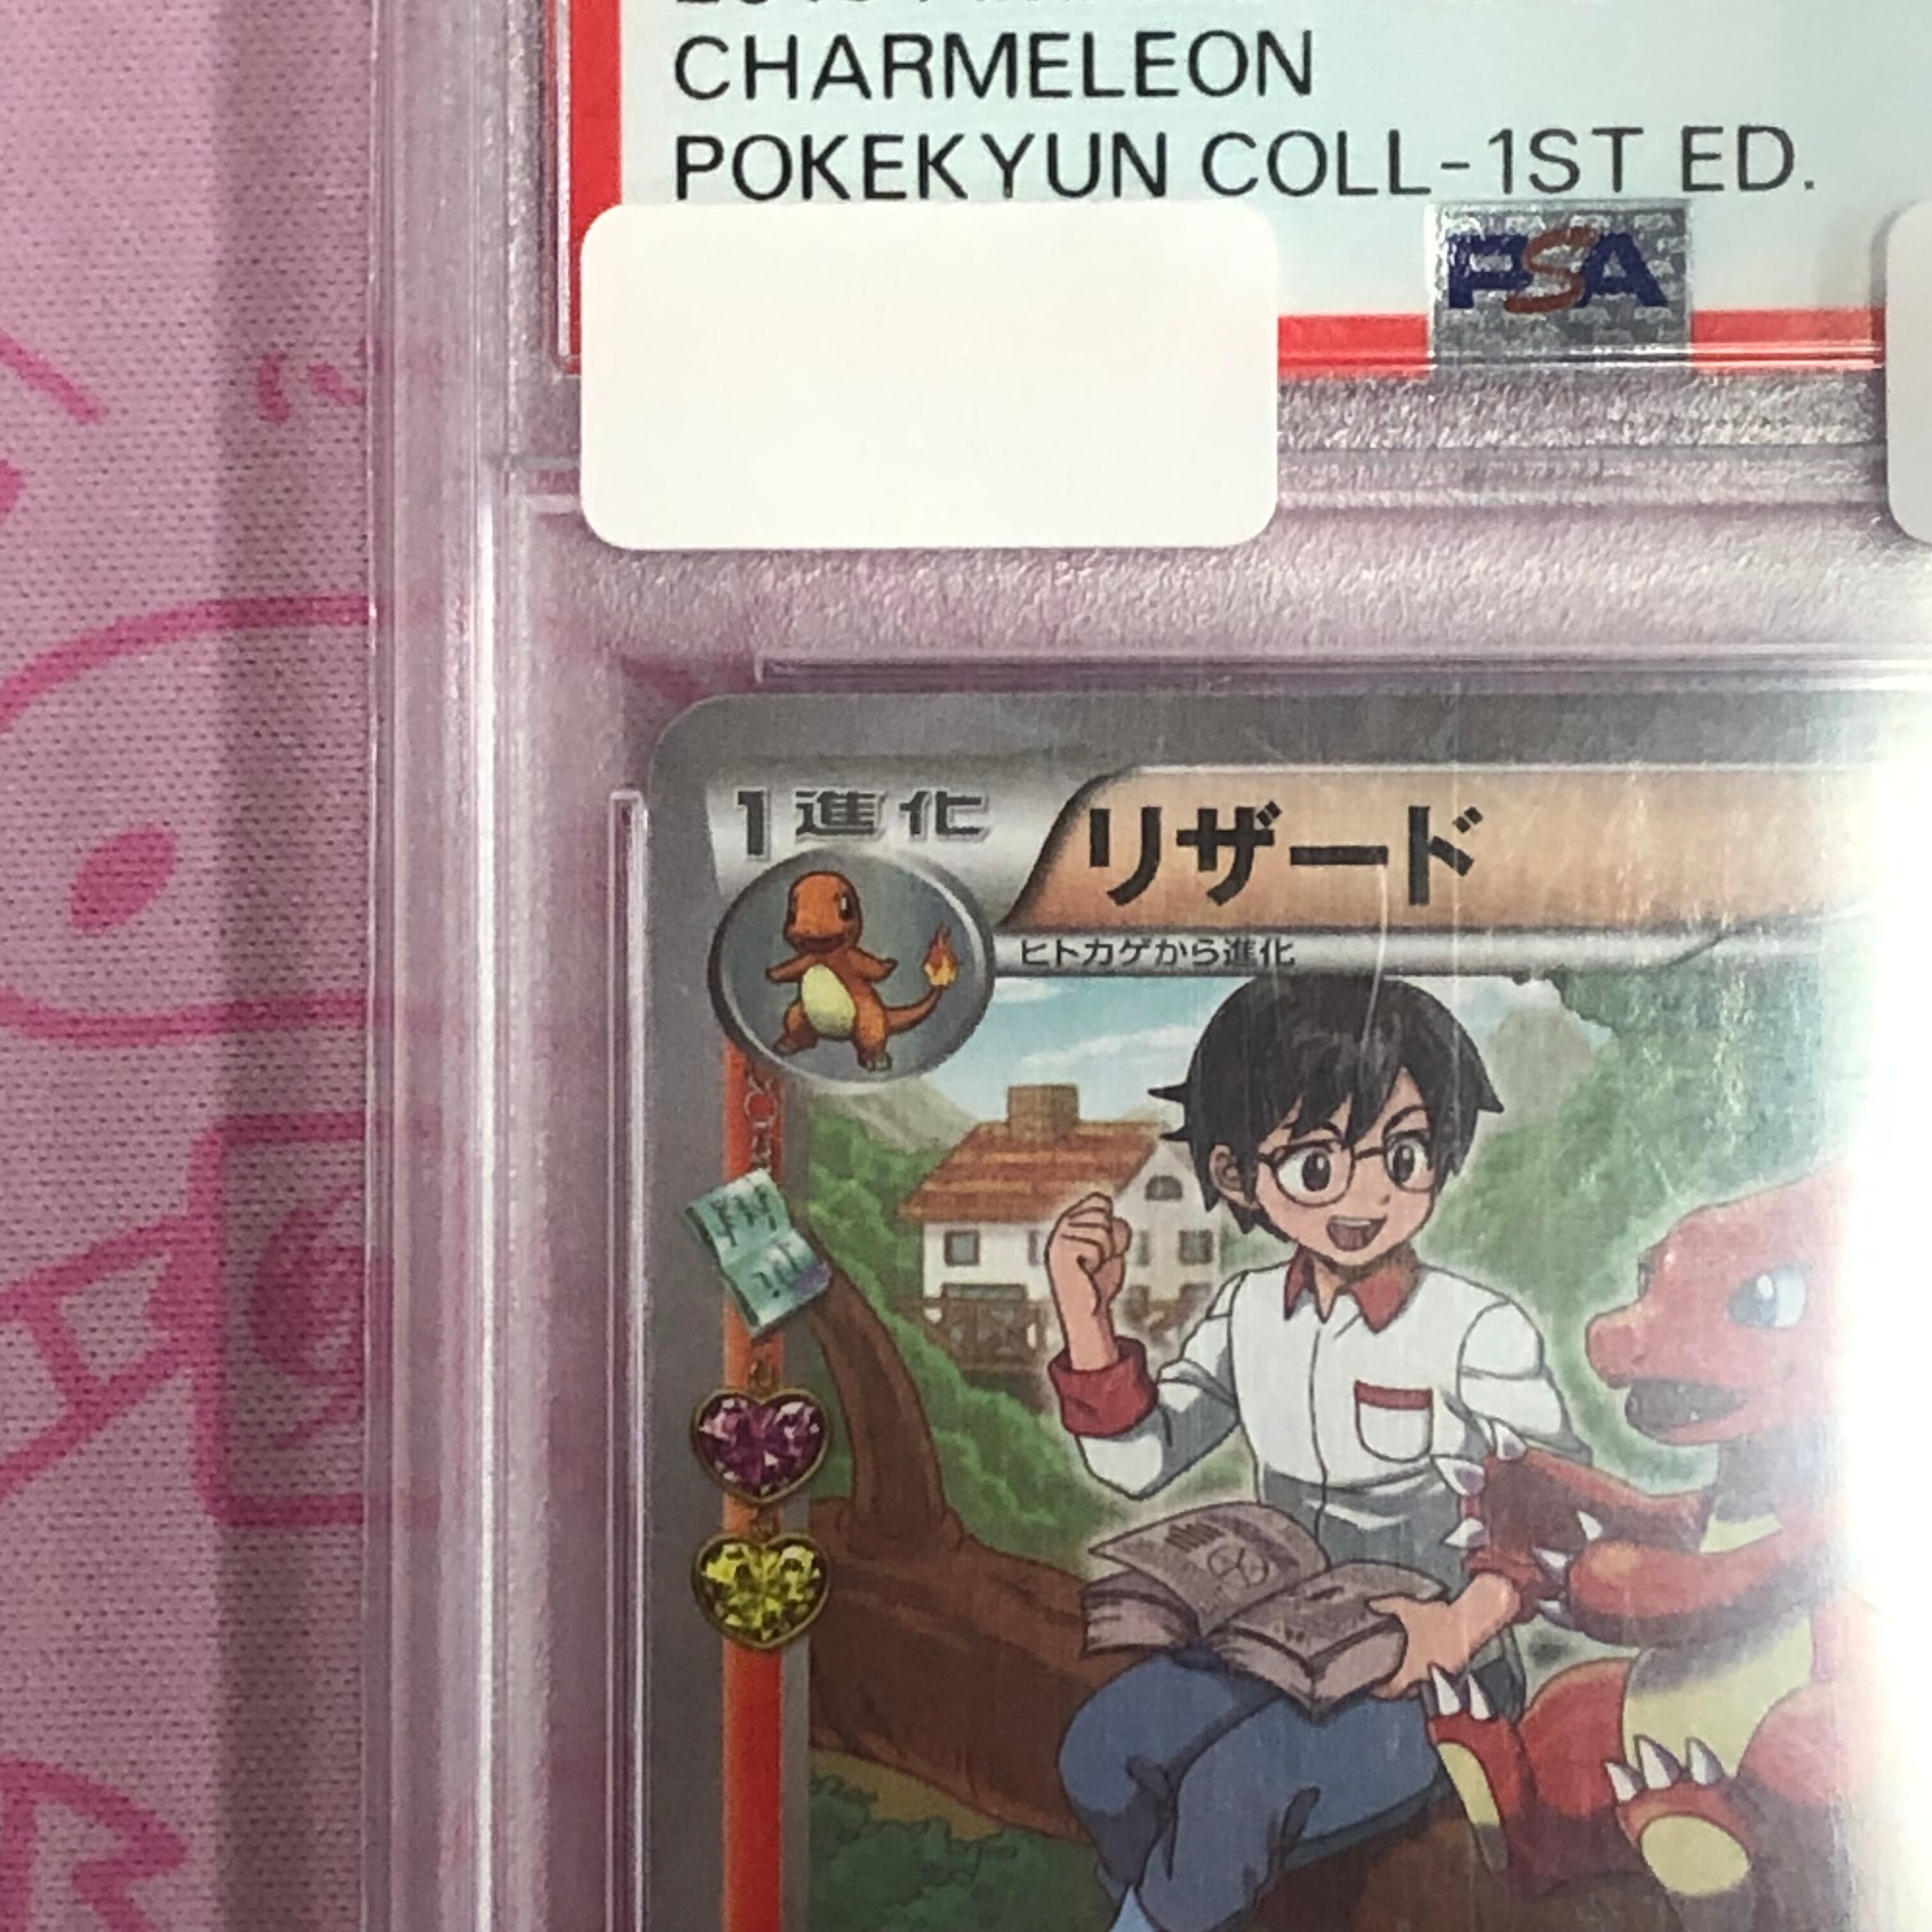 CHARMELEON
POKEKYUN COLL-1ST ED.
PSA
1進化
リザード
ヒトカゲから進化